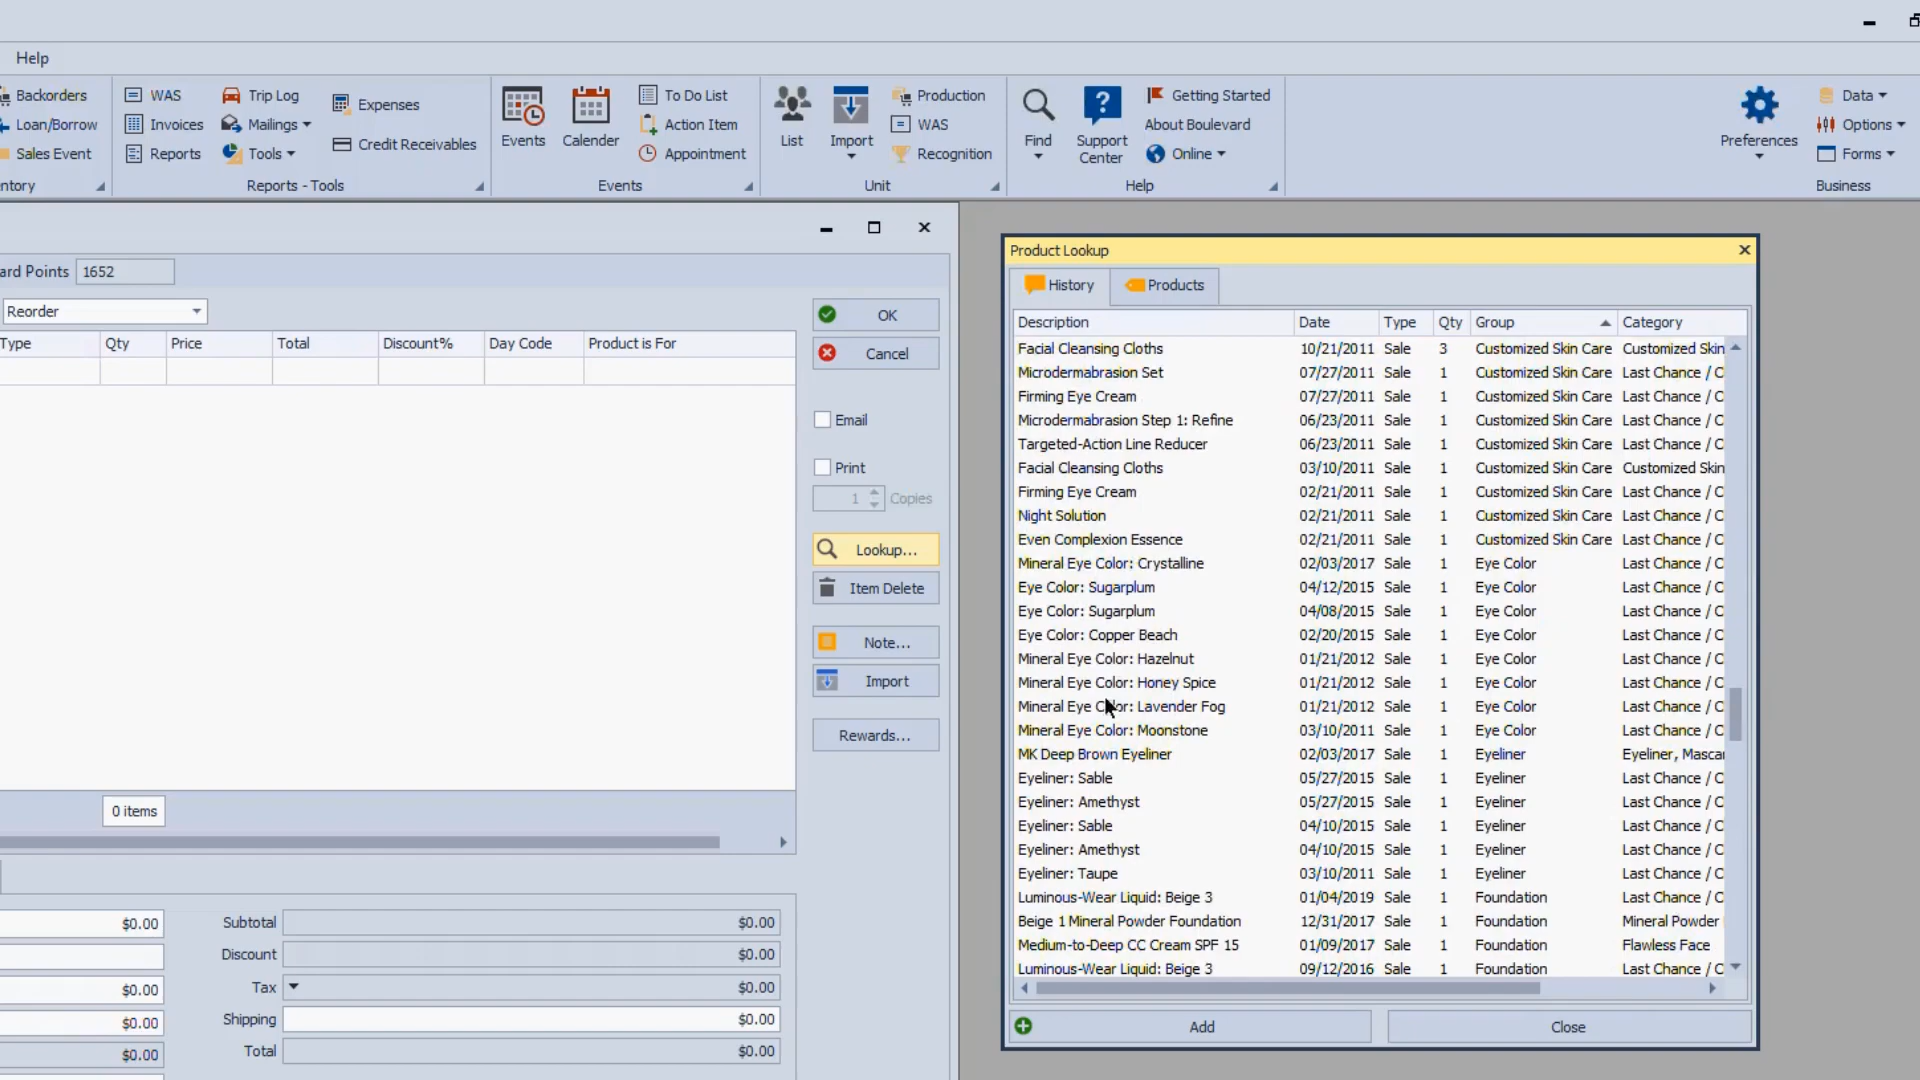 Help
Backorders
Loan/Borrow
Sales Event
ntory
WAS
Invoices
Reports
Trip Log
Mailings
Tools
Expenses
Credit Receivables
Reports - Tools
Events
Calender
To Do List
Action Item
Appointment
Events
List
Import
Production
WAS
Recognition
Unit
Find
Support
Center
Getting Started
About Boulevard
Online
Help
Preferences
Data
Options
Forms
Business
ard Points 1652
Reorder
Type Qty Price Total Discount% Day Code Product is For
OK
Cancel
Email
Print
1 Copies
Lookup...
Item Delete
Note...
Import
Rewards...
0 items
$0.00 Subtotal $0.00
Discount $0.00
$0.00 Tax $0.00
$0.00 Shipping $0.00
$0.00 Total $0.00
Product Lookup
History Products
Description Date Type Qty Group Category
Facial Cleansing Cloths 10/21/2011 Sale 3 Customized Skin Care Customized Skin
Microdermabrasion Set 07/27/2011 Sale 1 Customized Skin Care Last Chance / C
Firming Eye Cream 07/27/2011 Sale 1 Customized Skin Care Last Chance / C
Microdermabrasion Step 1: Refine 06/23/2011 Sale 1 Customized Skin Care Last Chance / C
Targeted-Action Line Reducer 06/23/2011 Sale 1 Customized Skin Care Last Chance / C
Facial Cleansing Cloths 03/10/2011 Sale 1 Customized Skin Care Customized Skin
Firming Eye Cream 02/21/2011 Sale 1 Customized Skin Care Last Chance / C
Night Solution 02/21/2011 Sale 1 Customized Skin Care Last Chance / C
Even Complexion Essence 02/21/2011 Sale 1 Customized Skin Care Last Chance / C
Mineral Eye Color: Crystalline 02/03/2017 Sale 1 Eye Color Last Chance / C
Eye Color: Sugarplum 04/12/2015 Sale 1 Eye Color Last Chance / C
Eye Color: Sugarplum 04/08/2015 Sale 1 Eye Color Last Chance / C
Eye Color: Copper Beach 02/20/2015 Sale 1 Eye Color Last Chance / C
Mineral Eye Color: Hazelnut 01/21/2012 Sale 1 Eye Color Last Chance / C
Mineral Eye Color: Honey Spice 01/21/2012 Sale 1 Eye Color Last Chance / C
Mineral Eye Color: Lavender Fog 01/21/2012 Sale 1 Eye Color Last Chance / C
Mineral Eye Color: Moonstone 03/10/2011 Sale 1 Eye Color Last Chance / C
MK Deep Brown Eyeliner 02/03/2017 Sale 1 Eyeliner Eyeliner, Mascar
Eyeliner: Sable 05/27/2015 Sale 1 Eyeliner Last Chance / C
Eyeliner: Amethyst 05/27/2015 Sale 1 Eyeliner Last Chance / C
Eyeliner: Sable 04/10/2015 Sale 1 Eyeliner Last Chance / C
Eyeliner: Amethyst 04/10/2015 Sale 1 Eyeliner Last Chance / C
Eyeliner: Taupe 03/10/2011 Sale 1 Eyeliner Last Chance / C
Luminous-Wear Liquid: Beige 3 01/04/2019 Sale 1 Foundation Last Chance / C
Beige 1 Mineral Powder Foundation 12/31/2017 Sale 1 Foundation Mineral Powder
Medium-to-Deep CC Cream SPF 15 01/09/2017 Sale 1 Foundation Flawless Face
Luminous-Wear Liquid: Beige 3 09/12/2016 Sale 1 Foundation Last Chance / C
Add Close